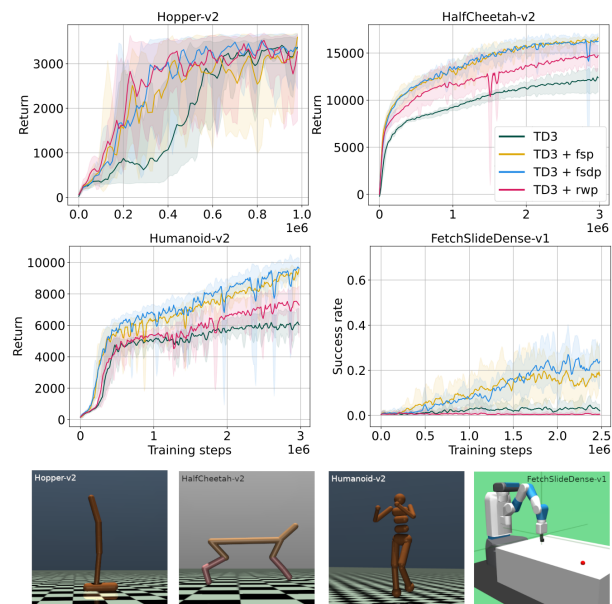 Hopper-v2
Return
3000
2000
1000
0
0.0 0.2 0.4 0.6 0.8 1.0
1e6
HalfCheetah-v2
Return
15000
10000
5000
0
TD3
TD3 + fsp
TD3 + fsdp
TD3 + rwp
0 1 2 3
1e6
Humanoid-v2
Return
10000
8000
6000
4000
2000
0
0 1 2 3
Training steps 1e6
FetchSlideDense-v1
Success rate
0.6
0.4
0.2
0.0
0.0 0.5 1.0 1.5 2.0 2.5
Training steps 1e6
Hopper-v2
HalfCheetah-v2
Humanoid-v2
FetchSlideDense-v1